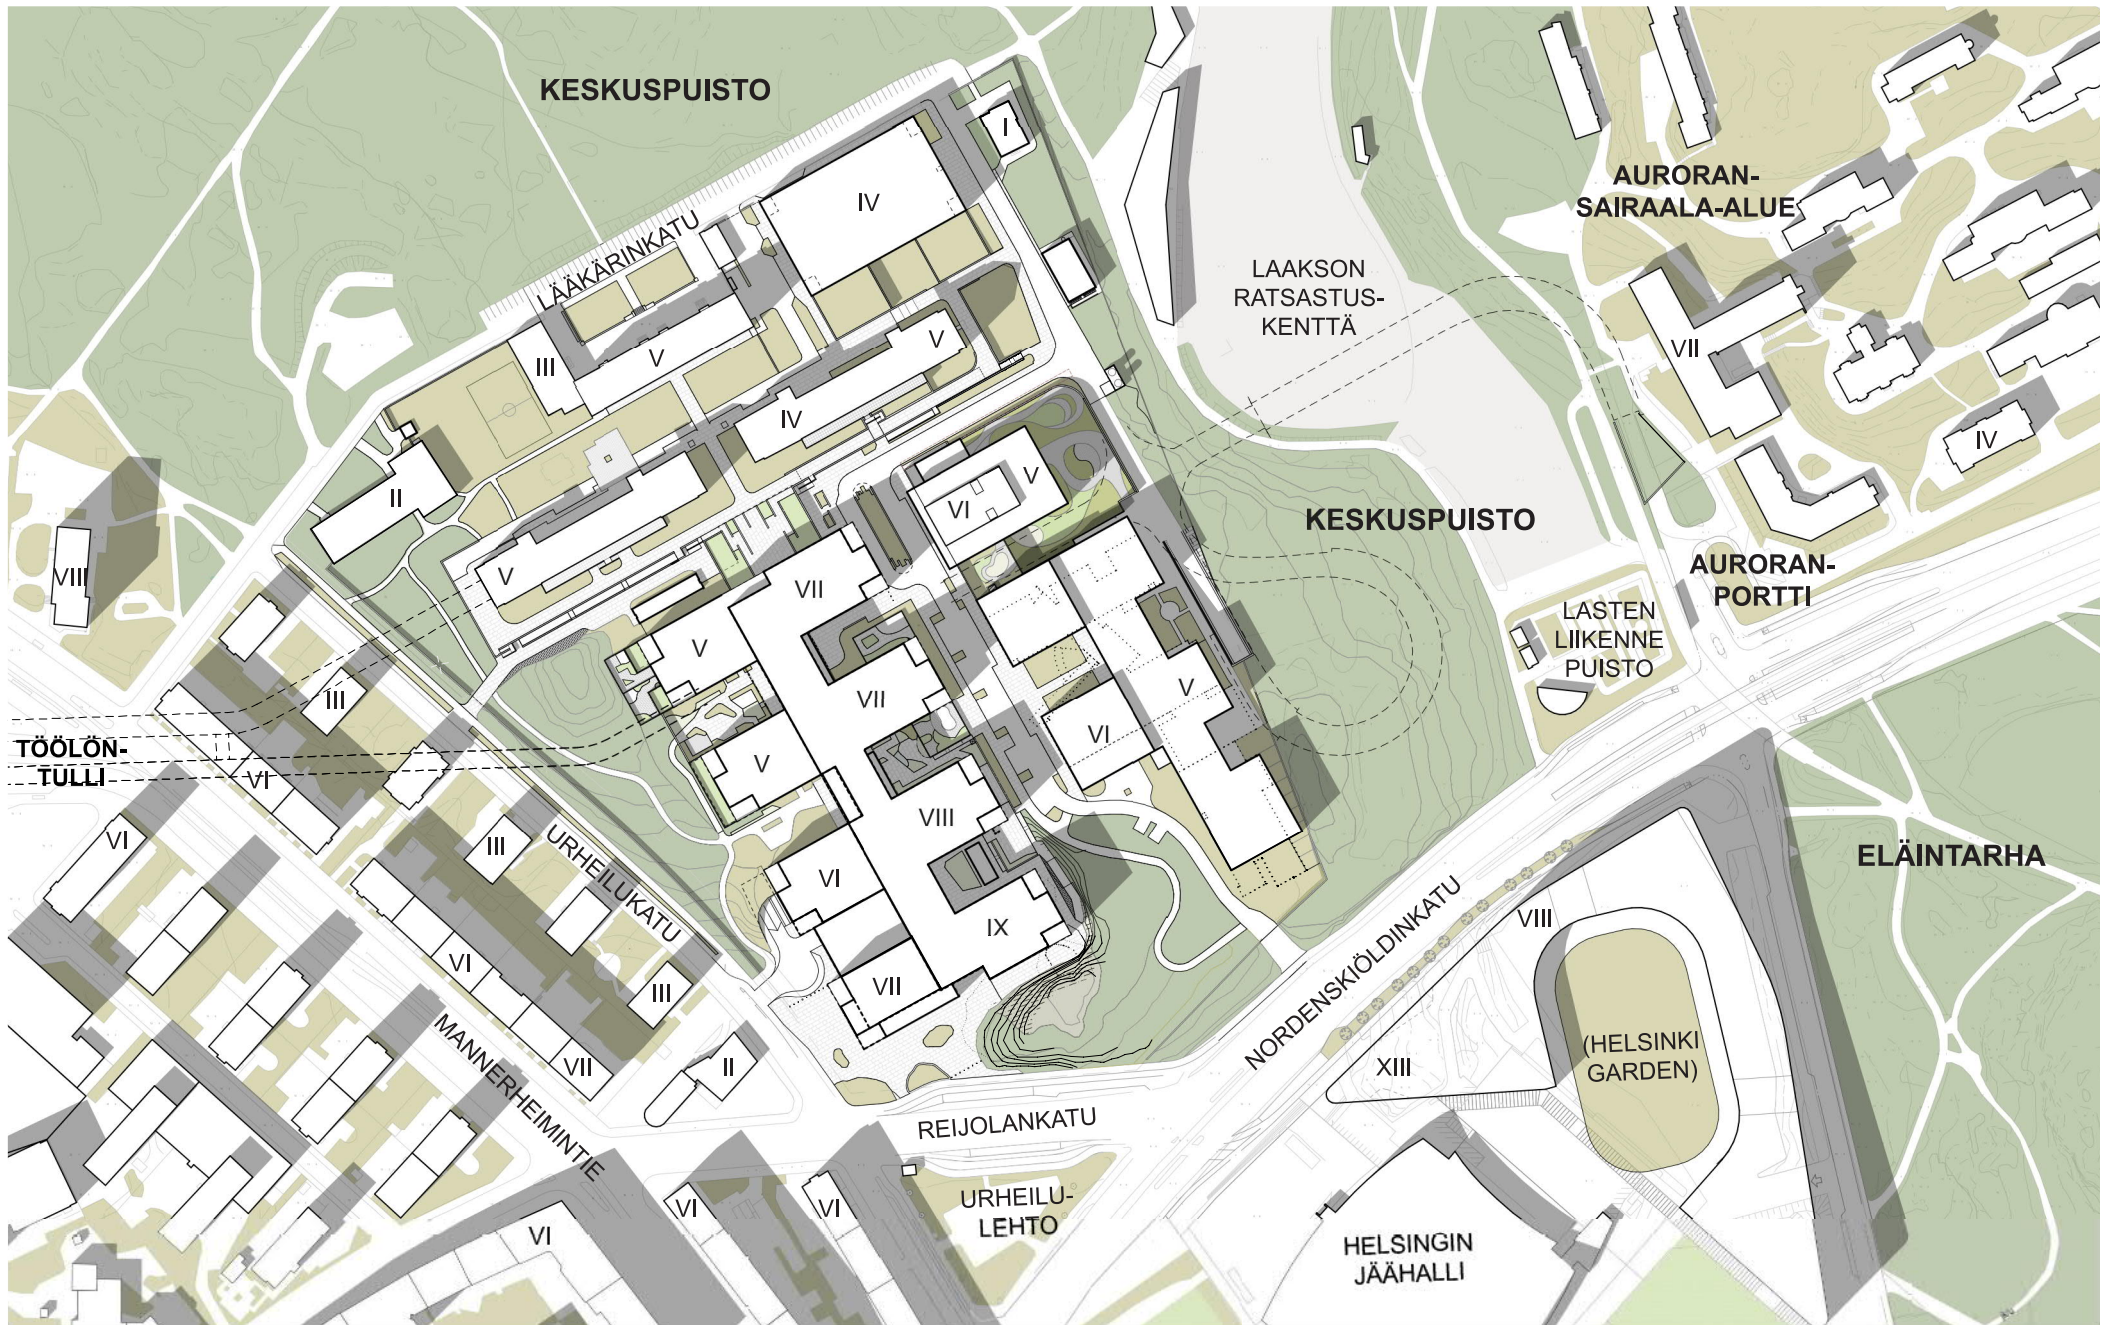 KESKUSPUISTO
I
IV
LÄÄKÄRINKATU
AURORAN-
SAIRAALA-ALUE
LAAKSON
RATSASTUS-
KENTTÄ
III
V
V
VII
IV
II
IV
V
VI
V
KESKUSPUISTO
VIII
VII
AURORAN-
PORTTI
LASTEN
LIIKENNE
PUISTO
III
V
VII
V
VI
V
TÖÖLÖN-
TULLI
VI
VI
III
URHEILUKATU
VIII
VI
IX
ELÄINTARHA
VIII
NORDENSKIÖLDINKATU
VI
III
VII
MANNERHEIMINTIE
VII
II
XIII
(HELSINKI
GARDEN)
REIJOLANKATU
VI
VI
VI
URHEILU-
LEHTO
HELSINGIN
JÄÄHALLI